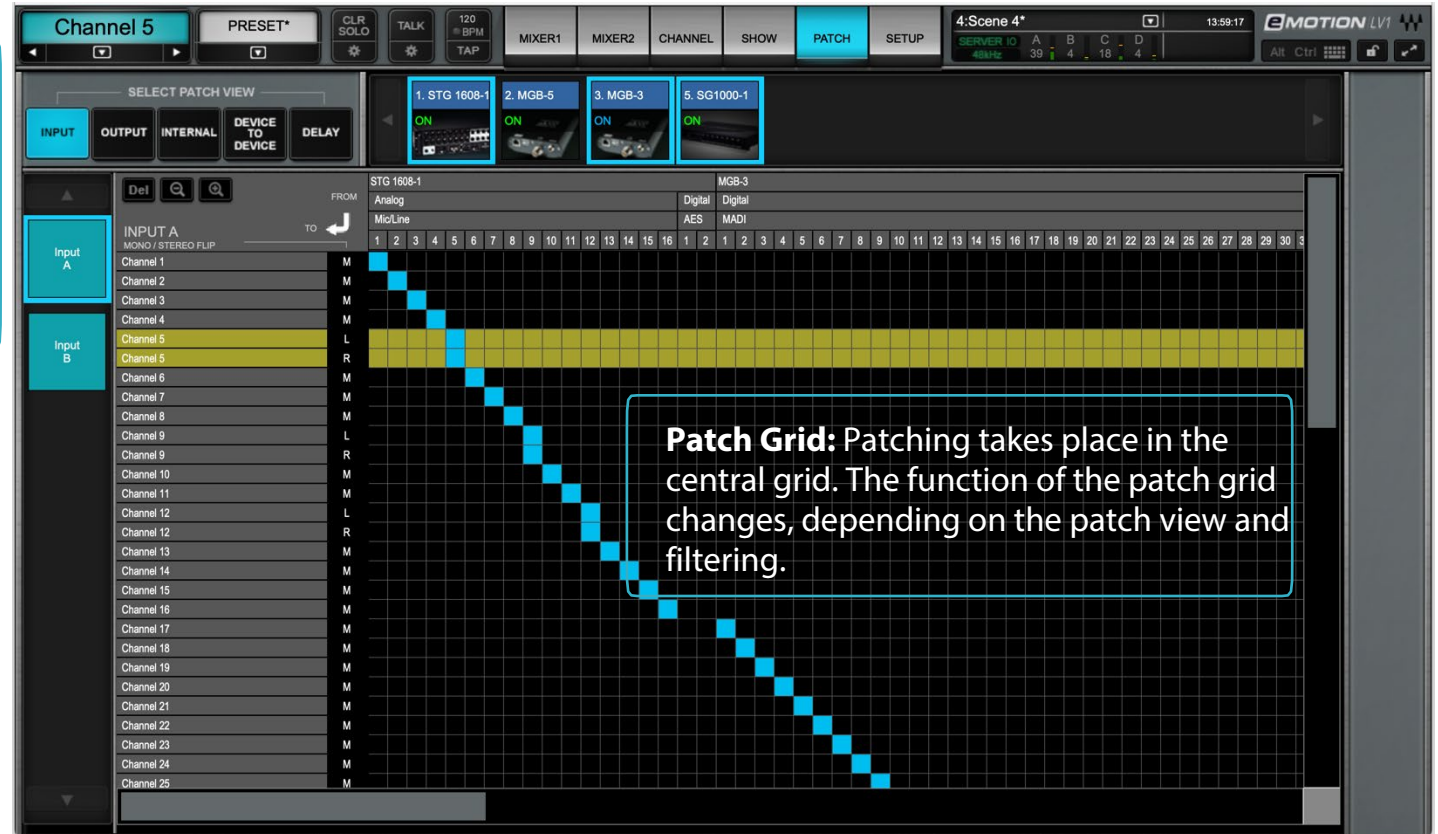 Channel 5
PRESET*
CLR SOLO
TALK
120 BPM
TAP
MIXER1
MIXER2
CHANNEL
SHOW
PATCH
SETUP
4:Scene 4*
13:59:17
SERVER IO A B C D
48kHz 39 4 18 4
eMOTION LV1
Alt Ctrl
SELECT PATCH VIEW
INPUT
OUTPUT
INTERNAL
DEVICE TO DEVICE
DELAY
1. STG 1608-1
ON
2. MGB-5
ON
3. MGB-3
ON
5. SG1000-1
ON
Input A
Input B
Del
FROM
TO
INPUT A
MONO / STEREO FLIP
STG 1608-1 MGB-3
Analog Digital Digital
Mic/Line AES MADI
1 2 3 4 5 6 7 8 9 10 11 12 13 14 15 16 1 2 1 2 3 4 5 6 7 8 9 10 11 12 13 14 15 16 17 18 19 20 21 22 23 24 25 26 27 28 29 30
Channel 1 M
Channel 2 M
Channel 3 M
Channel 4 M
Channel 5 L
Channel 5 R
Channel 6 M
Channel 7 M
Channel 8 M
Channel 9 L
Channel 9 R
Channel 10 M
Channel 11 M
Channel 12 L
Channel 12 R
Channel 13 M
Channel 14 M
Channel 15 M
Channel 16 M
Channel 17 M
Channel 18 M
Channel 19 M
Channel 20 M
Channel 21 M
Channel 22 M
Channel 23 M
Channel 24 M
Channel 25 M
Patch Grid: Patching takes place in the
central grid. The function of the patch grid
changes, depending on the patch view and
filtering.